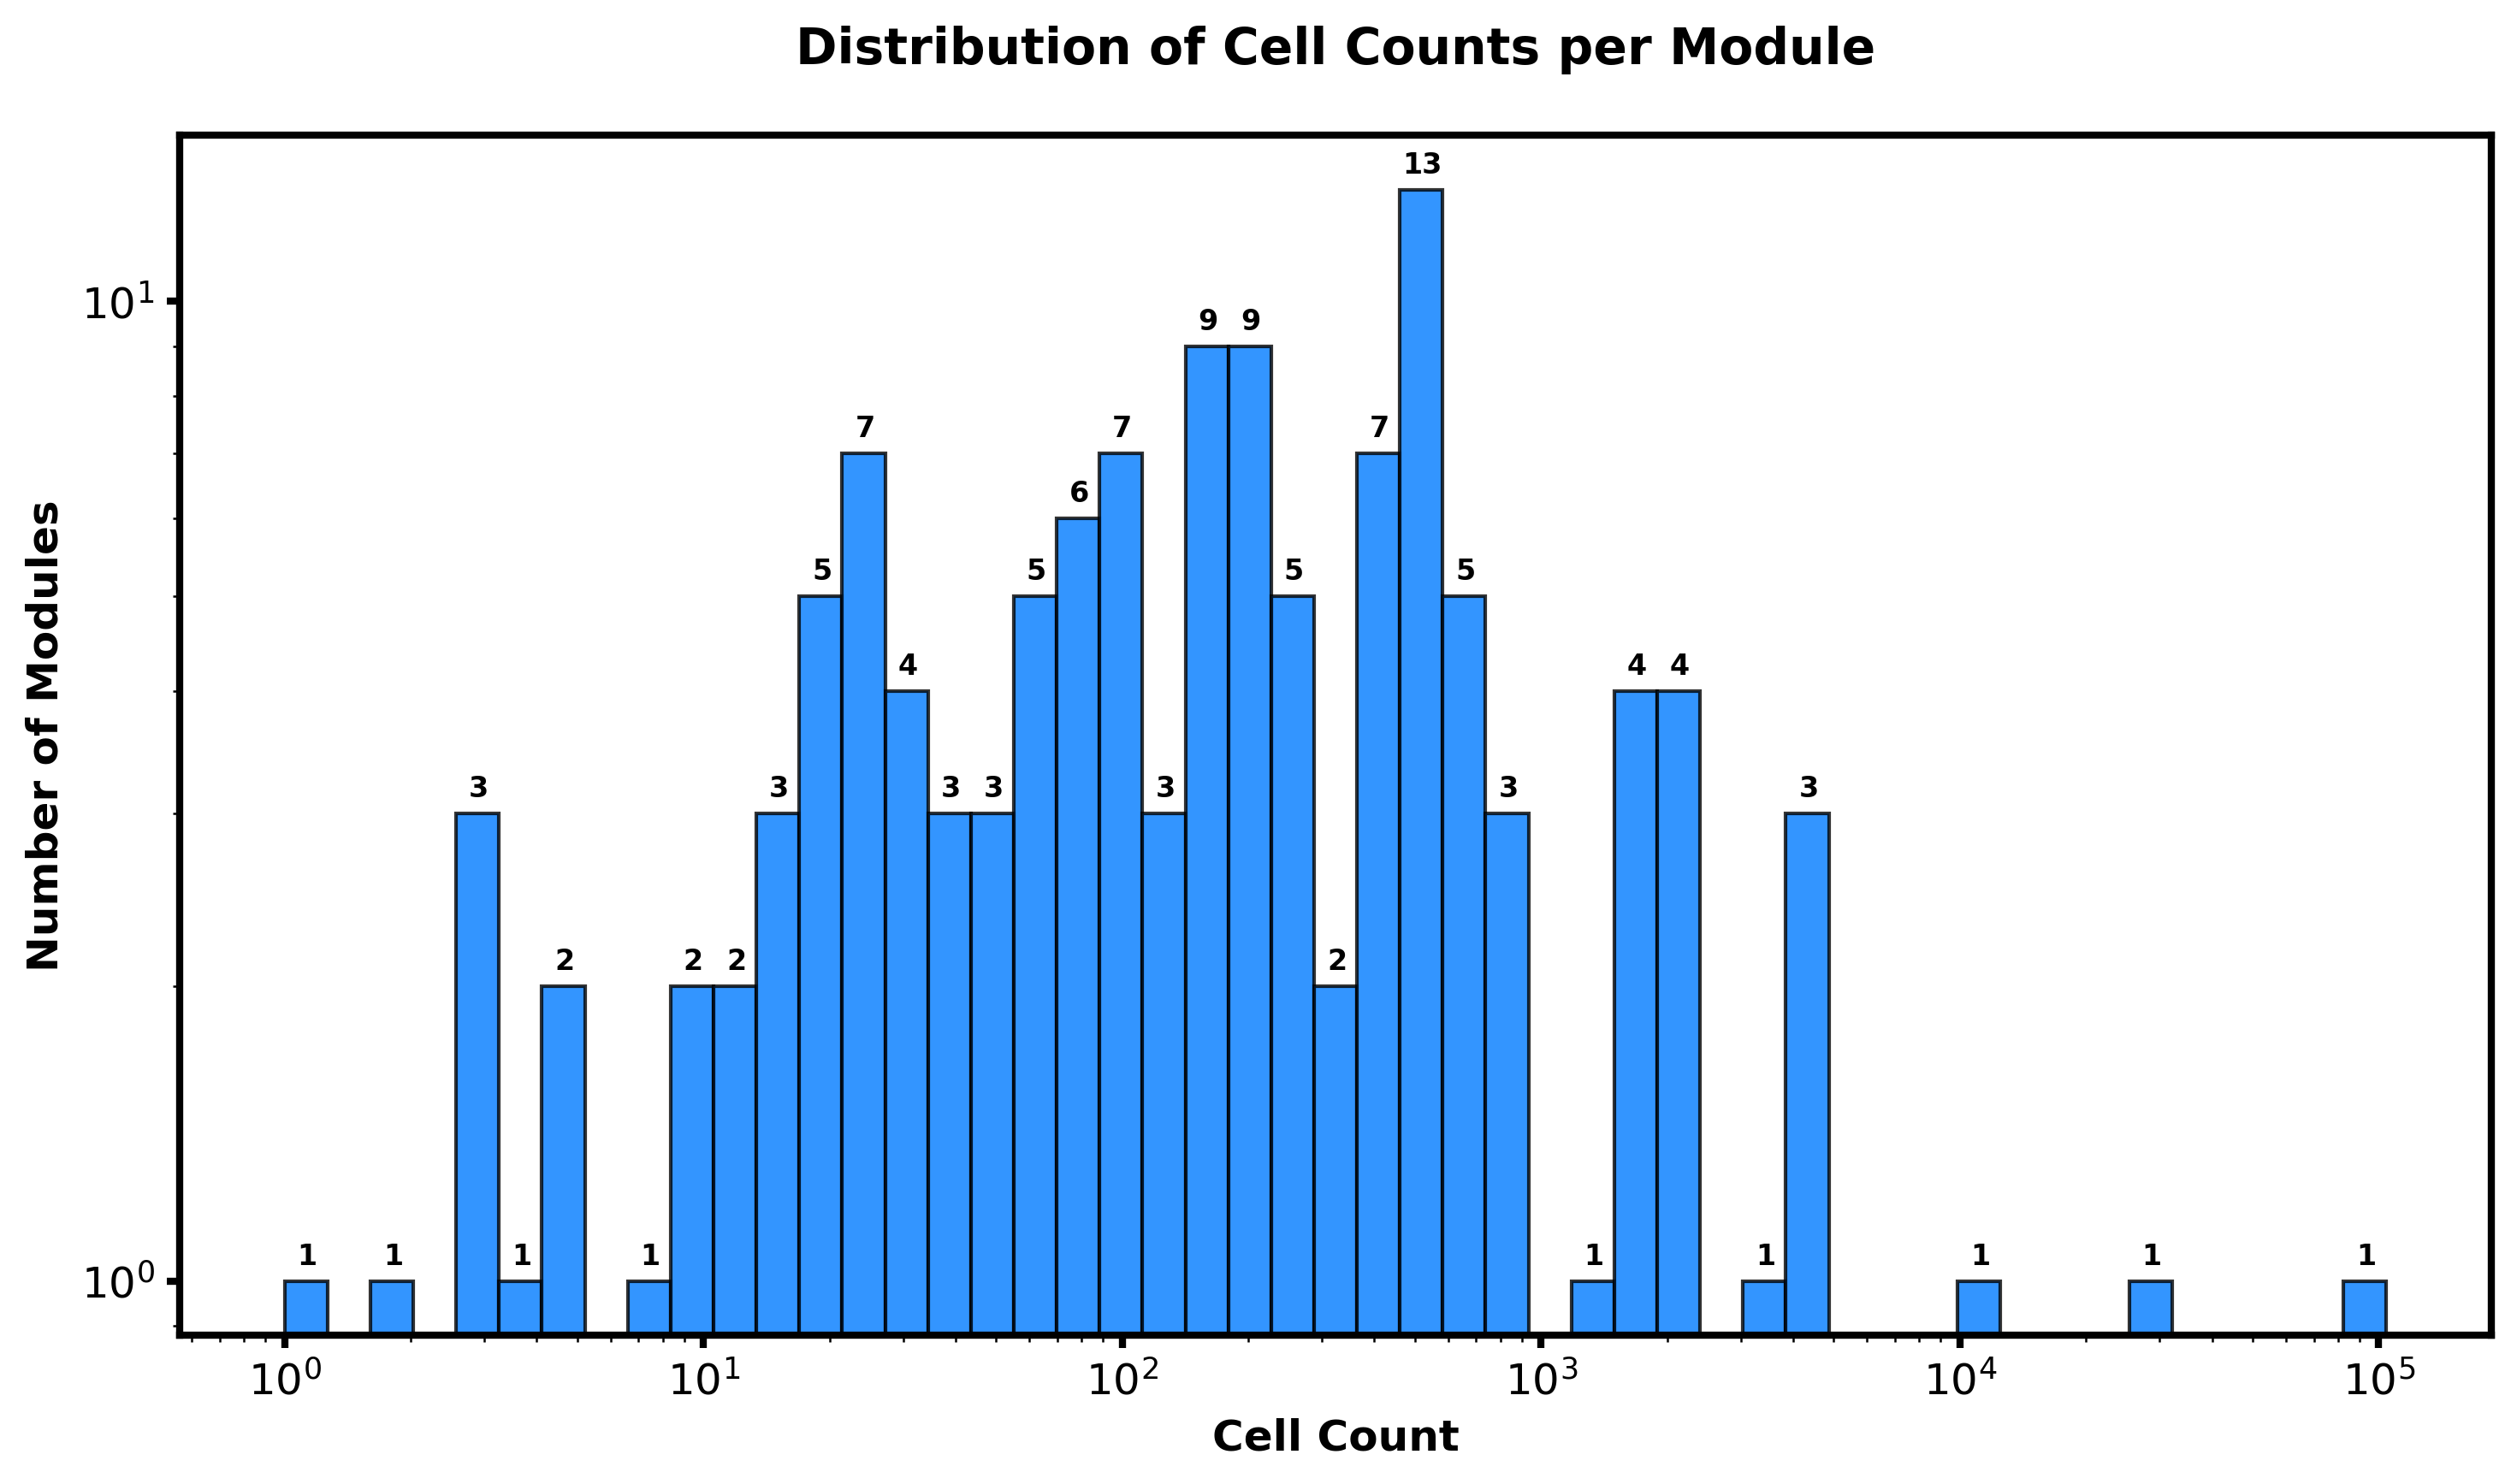 Distribution of Cell Counts per Module
13
10¹
9 9
7 7 7
6
5 5 5 5
4 4 4
3 3 3 3 3 3 3
2 2 2 2
1 1 1 1 1 1 1 1 1
10⁰
10⁰ 10¹ 10² 10³ 10⁴ 10⁵
Number of Modules
Cell Count